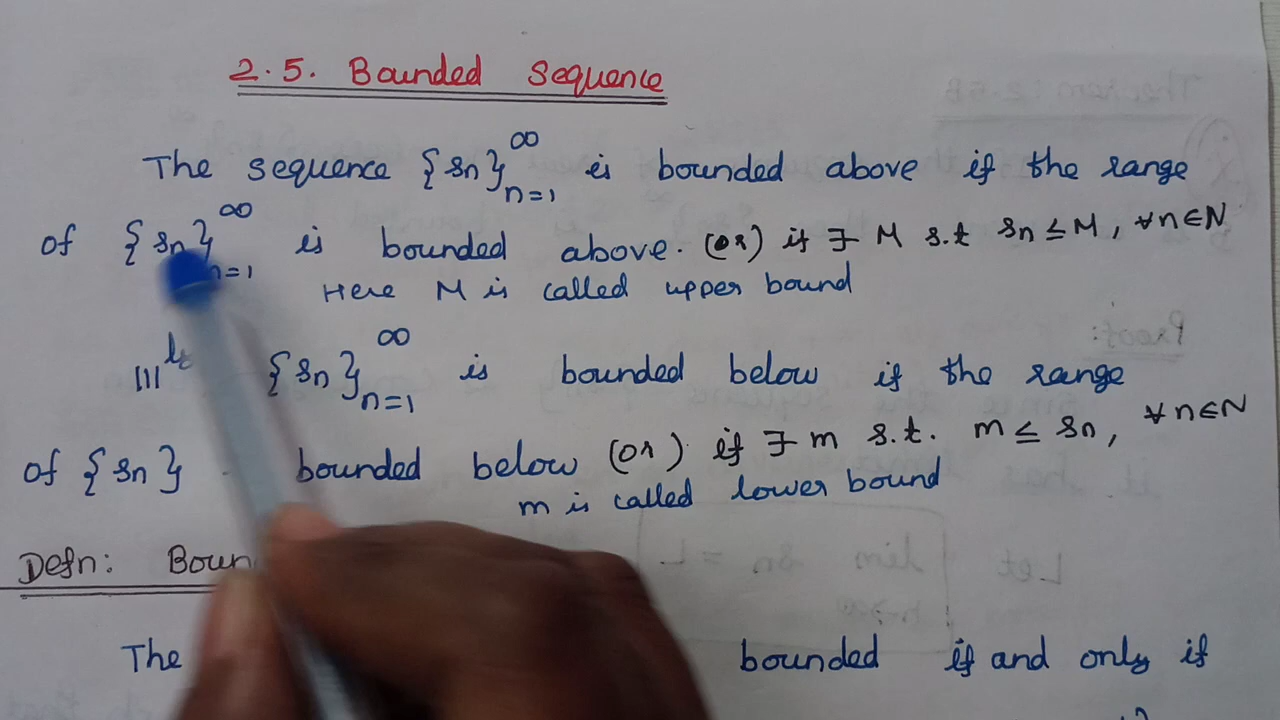 2.5. Bounded Sequence
The sequence {sn}∞n=1 is bounded above if the range
of {sn}∞n=1 is bounded above. (or) if ∃ M s.t sn ≤ M, ∀n∈N
Here M is called upper bound
{sn}∞n=1 is bounded below if the range
of {sn} bounded below (or) if ∃ m s.t. m ≤ sn, ∀n∈N
m is called lower bound
Defn:
The bounded if and only if